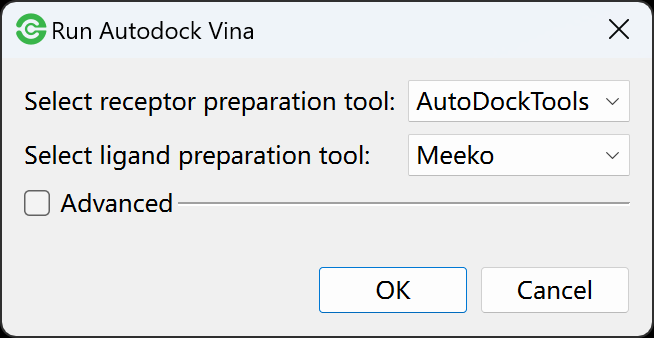 Run Autodock Vina
Select receptor preparation tool: AutoDockTools
Select ligand preparation tool: Meeko
Advanced
OK Cancel